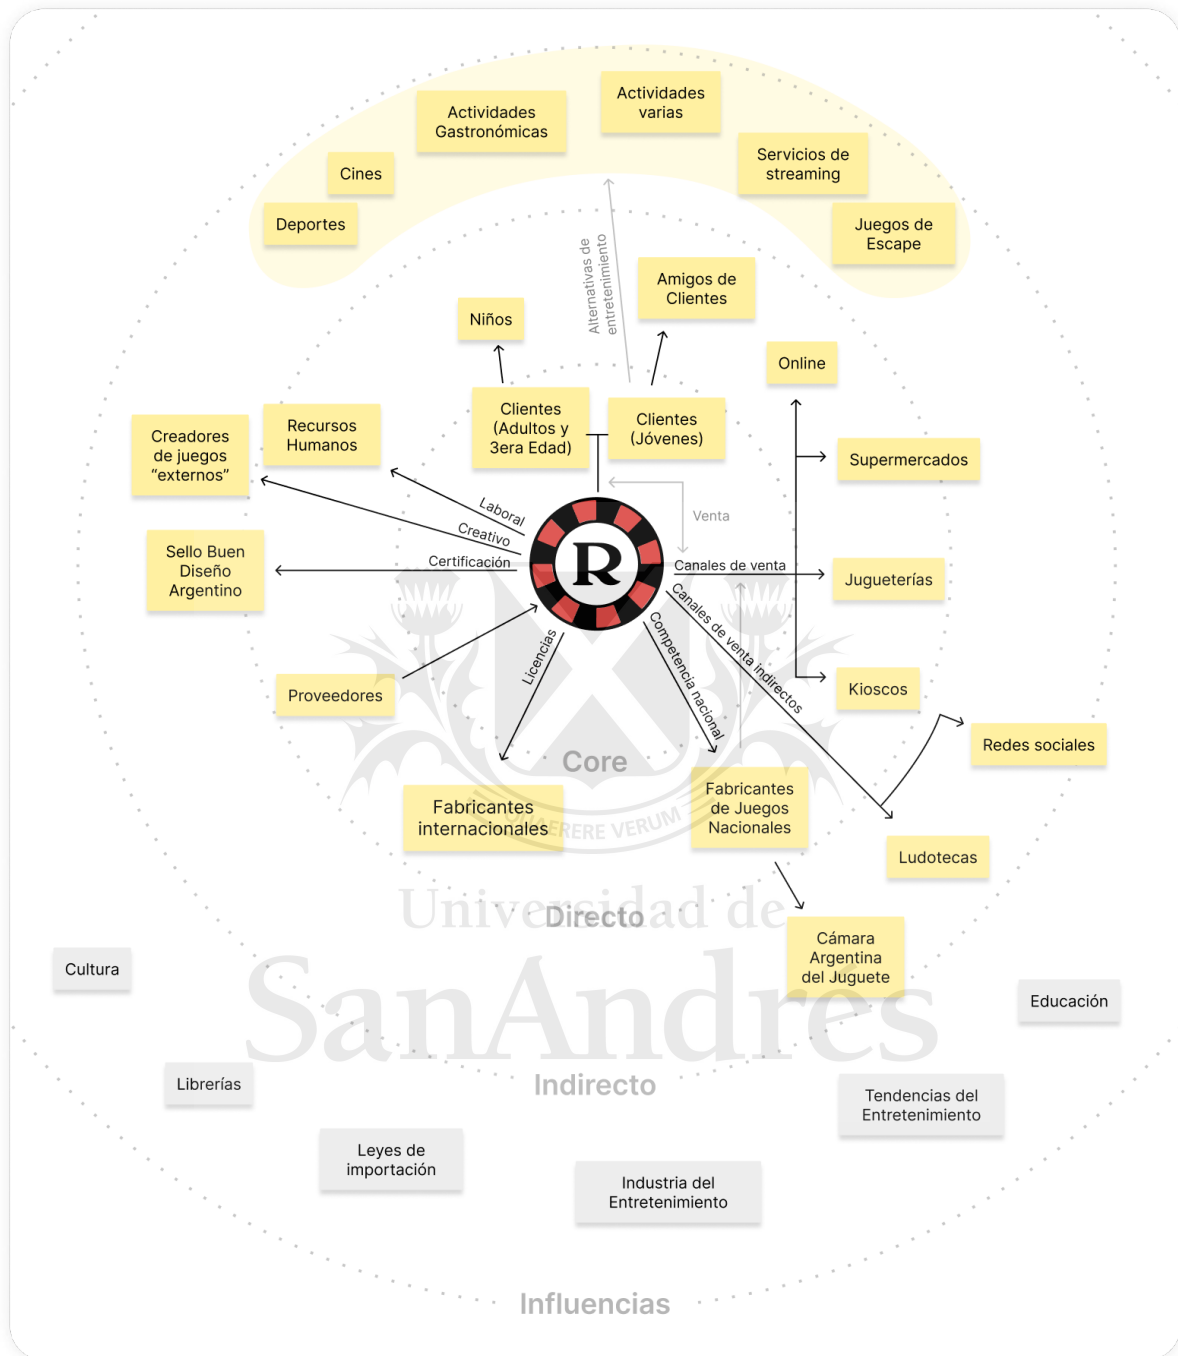 Actividades
varias
Actividades
Gastronómicas
Servicios de
streaming
Cines
Deportes
Juegos de
Escape
Alternativas de
entretenimiento
Amigos de
Clientes
Niños
Online
Clientes
(Adultos y
3era Edad)
Clientes
(Jóvenes)
Recursos
Humanos
Creadores
de juegos
“externos”
Supermercados
Laboral
Creativo
Certificación
Venta
R
Sello Buen
Diseño
Argentino
Canales de venta
Jugueterías
Canales de venta indirectos
Competencia nacional
Licencias
Proveedores
Kioscos
Redes sociales
Core
Fabricantes
internacionales
Fabricantes
de Juegos
Nacionales
QUAERERE VERUM
Ludotecas
Universidad de
Directo
SanAndrés
Cámara
Argentina
del Juguete
Cultura
Educación
Librerías
Indirecto
Tendencias del
Entretenimiento
Leyes de
importación
Industria del
Entretenimiento
Influencias